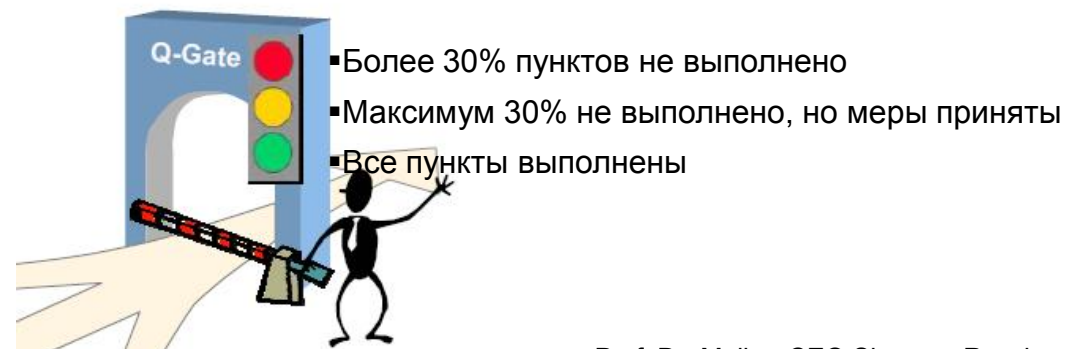 Q-Gate
▪Более 30% пунктов не выполнено
▪Максимум 30% не выполнено, но меры приняты
▪Все пункты выполнены